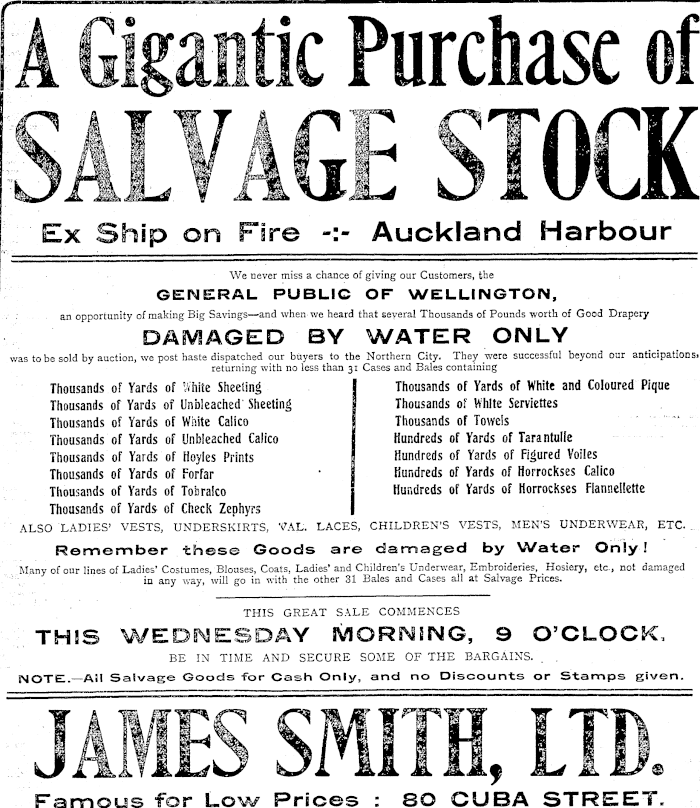 A Gigantic Purchase of
SALVAGE STOCK
Ex Ship on Fire -:- Auckland Harbour
We never miss a chance of giving our Customers, the
GENERAL PUBLIC OF WELLINGTON,
an opportunity of making Big Savings—and when we heard that several Thousands of Pounds worth of Good Drapery
DAMAGED BY WATER ONLY
was to be sold by auction, we post haste dispatched our buyers to the Northern City. They were successful beyond our anticipations,
returning with no less than 31 Cases and Bales containing
Thousands of Yards of White Sheeting
Thousands of Yards of Unbleached Sheeting
Thousands of Yards of White Calico
Thousands of Yards of Unbleached Calico
Thousands of Yards of Hoyles Prints
Thousands of Yards of Forfar
Thousands of Yards of Tobralco
Thousands of Yards of Check Zephyrs
Thousands of Yards of White and Coloured Pique
Thousands of White Serviettes
Thousands of Towels
Hundreds of Yards of Tarantulle
Hundreds of Yards of Figured Voiles
Hundreds of Yards of Horrockses Calico
Hundreds of Yards of Horrockses Flannellette
ALSO LADIES' VESTS, UNDERSKIRTS, VAL. LACES, CHILDREN'S VESTS, MEN'S UNDERWEAR, ETC.
Remember these Goods are damaged by Water Only!
Many of our lines of Ladies' Costumes, Blouses, Coats, Ladies' and Children's Underwear, Embroideries, Hosiery, etc., not damaged
in any way, will go in with the other 31 Bales and Cases all at Salvage Prices.
THIS GREAT SALE COMMENCES
THIS WEDNESDAY MORNING, 9 O'CLOCK,
BE IN TIME AND SECURE SOME OF THE BARGAINS.
NOTE.—All Salvage Goods for Cash Only, and no Discounts or Stamps given.
JAMES SMITH, LTD.
Famous for Low Prices : 80 CUBA STREET.